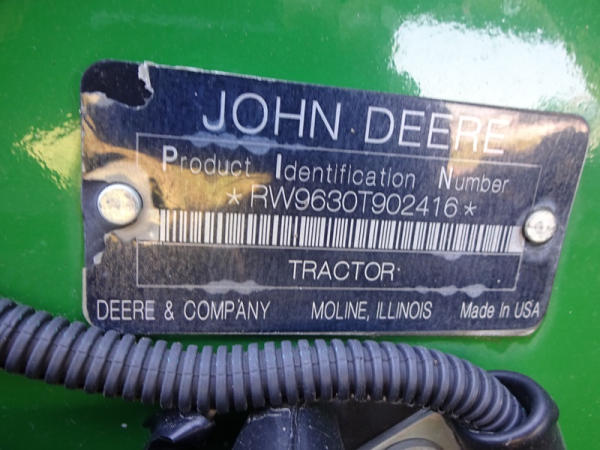 JOHN DEERE
Product Identification Number
*RW9630T902416*
TRACTOR
DEERE & COMPANY MOLINE, ILLINOIS Made In USA